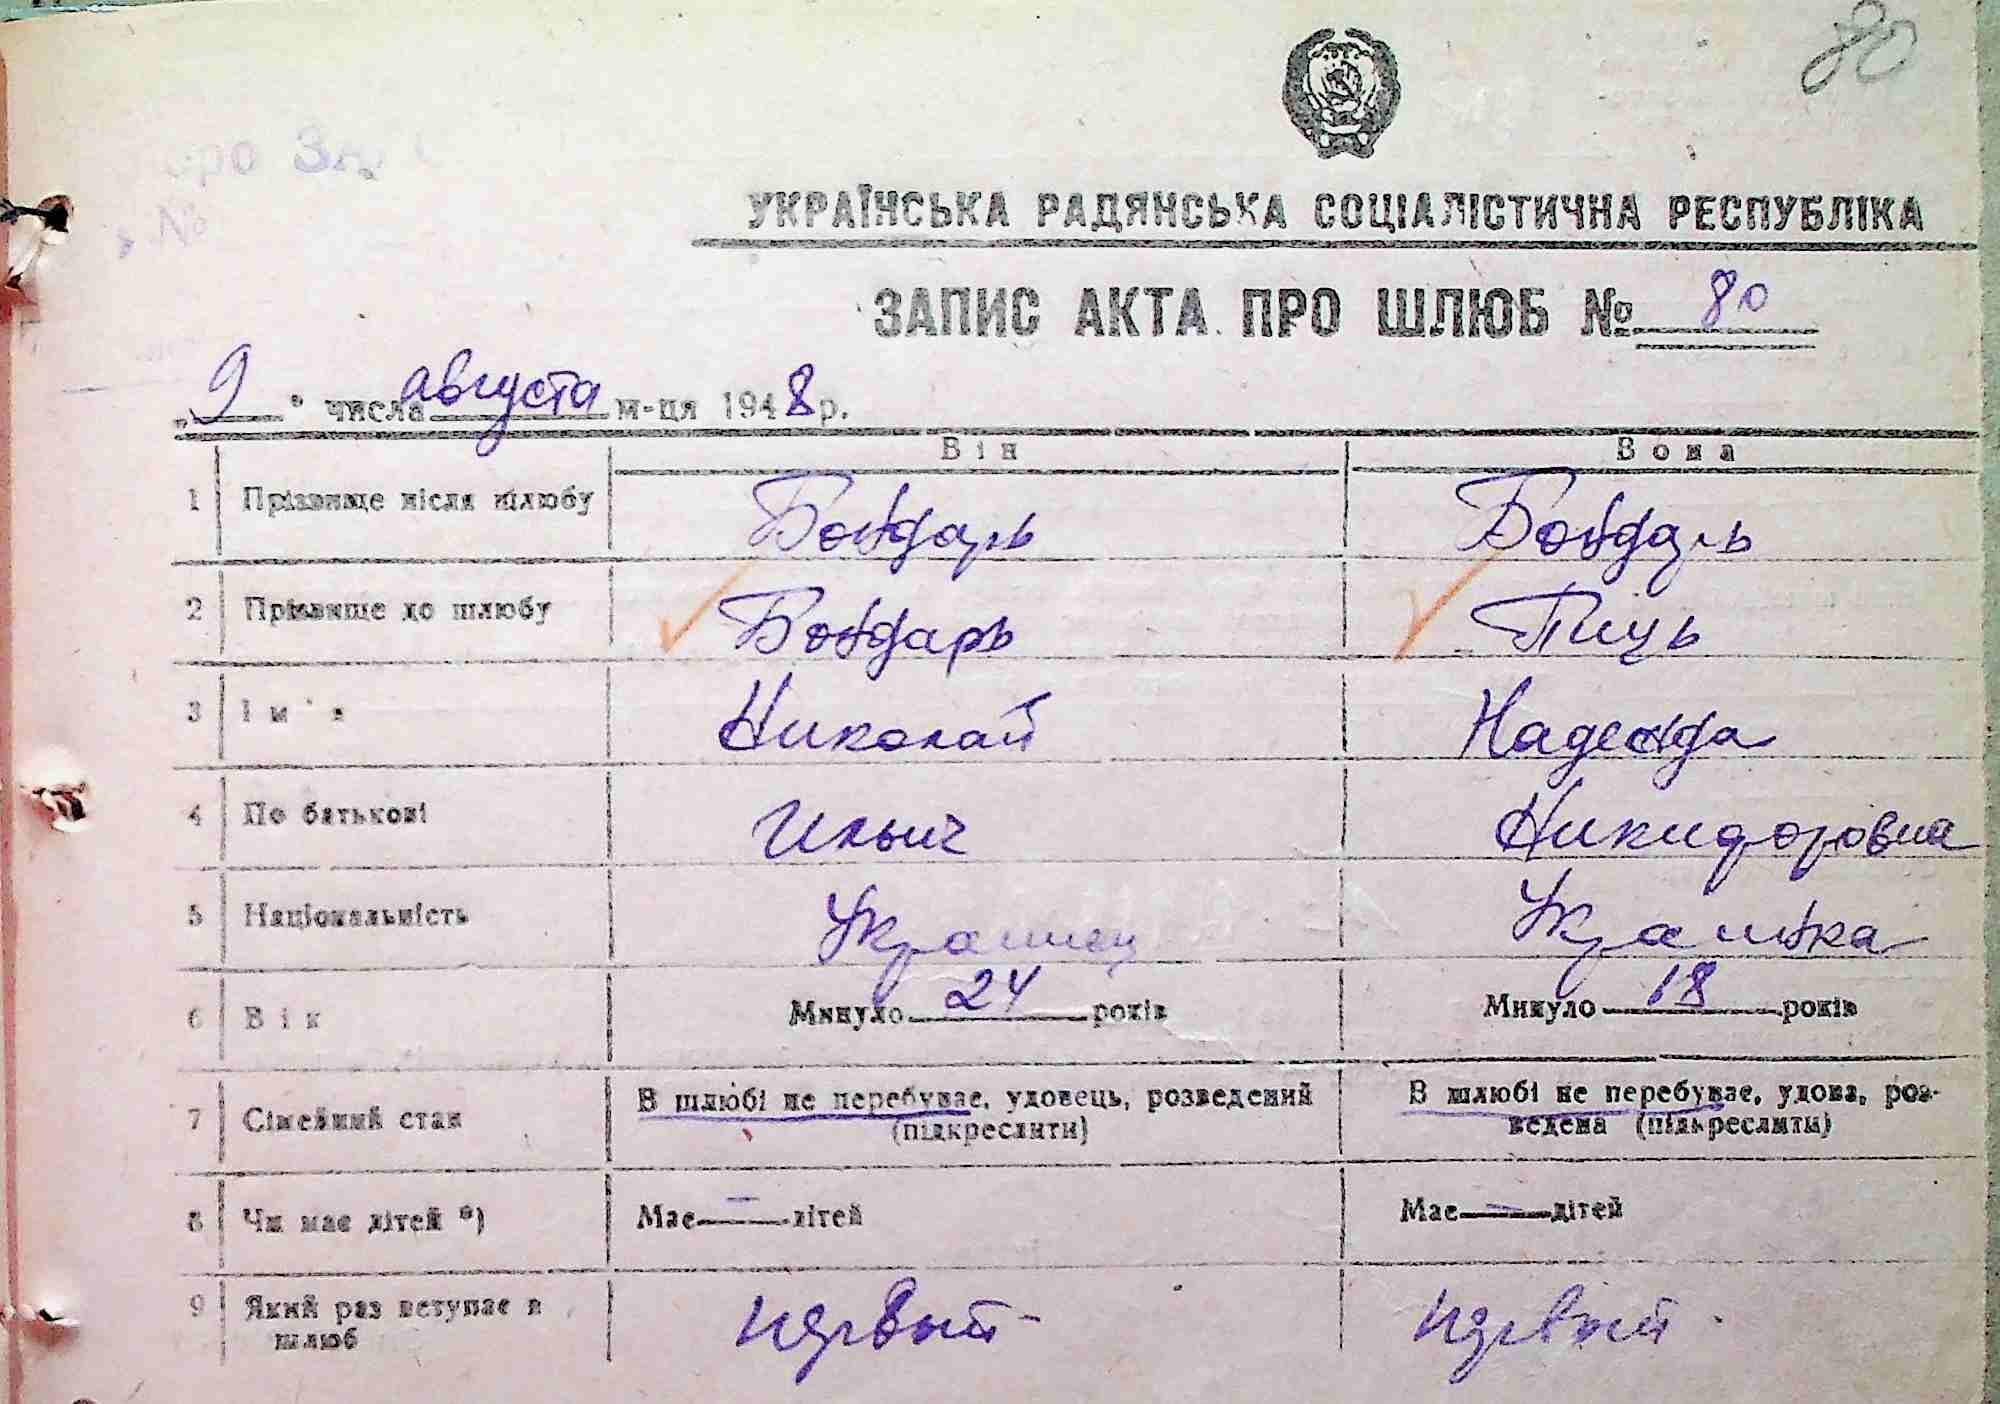 80
УКРАЇНСЬКА РАДЯНСЬКА СОЦІАЛІСТИЧНА РЕСПУБЛІКА
ЗАПИС АКТА ПРО ШЛЮБ № 80
„9" числа августа м-ця 1948 р.
Він Вона
1 Прізвище після шлюбу Бондарь Бондарь
2 Прізвище до шлюбу Бондарь Пиць
3 Ім'я Николай Надежда
4 По батькові Ильич Никифоровна
5 Національність Украинец Украинка
6 Вік Минуло 24 років Минуло 18 років
7 Сімейний стан В шлюбі не перебуває, удовець, розведений В шлюбі не перебуває, удова, роз-
(підкреслити) ведена (підкреслити)
8 Чи має дітей *) Має — дітей Має — дітей
9 Який раз вступає в первый - первый -
шлюб